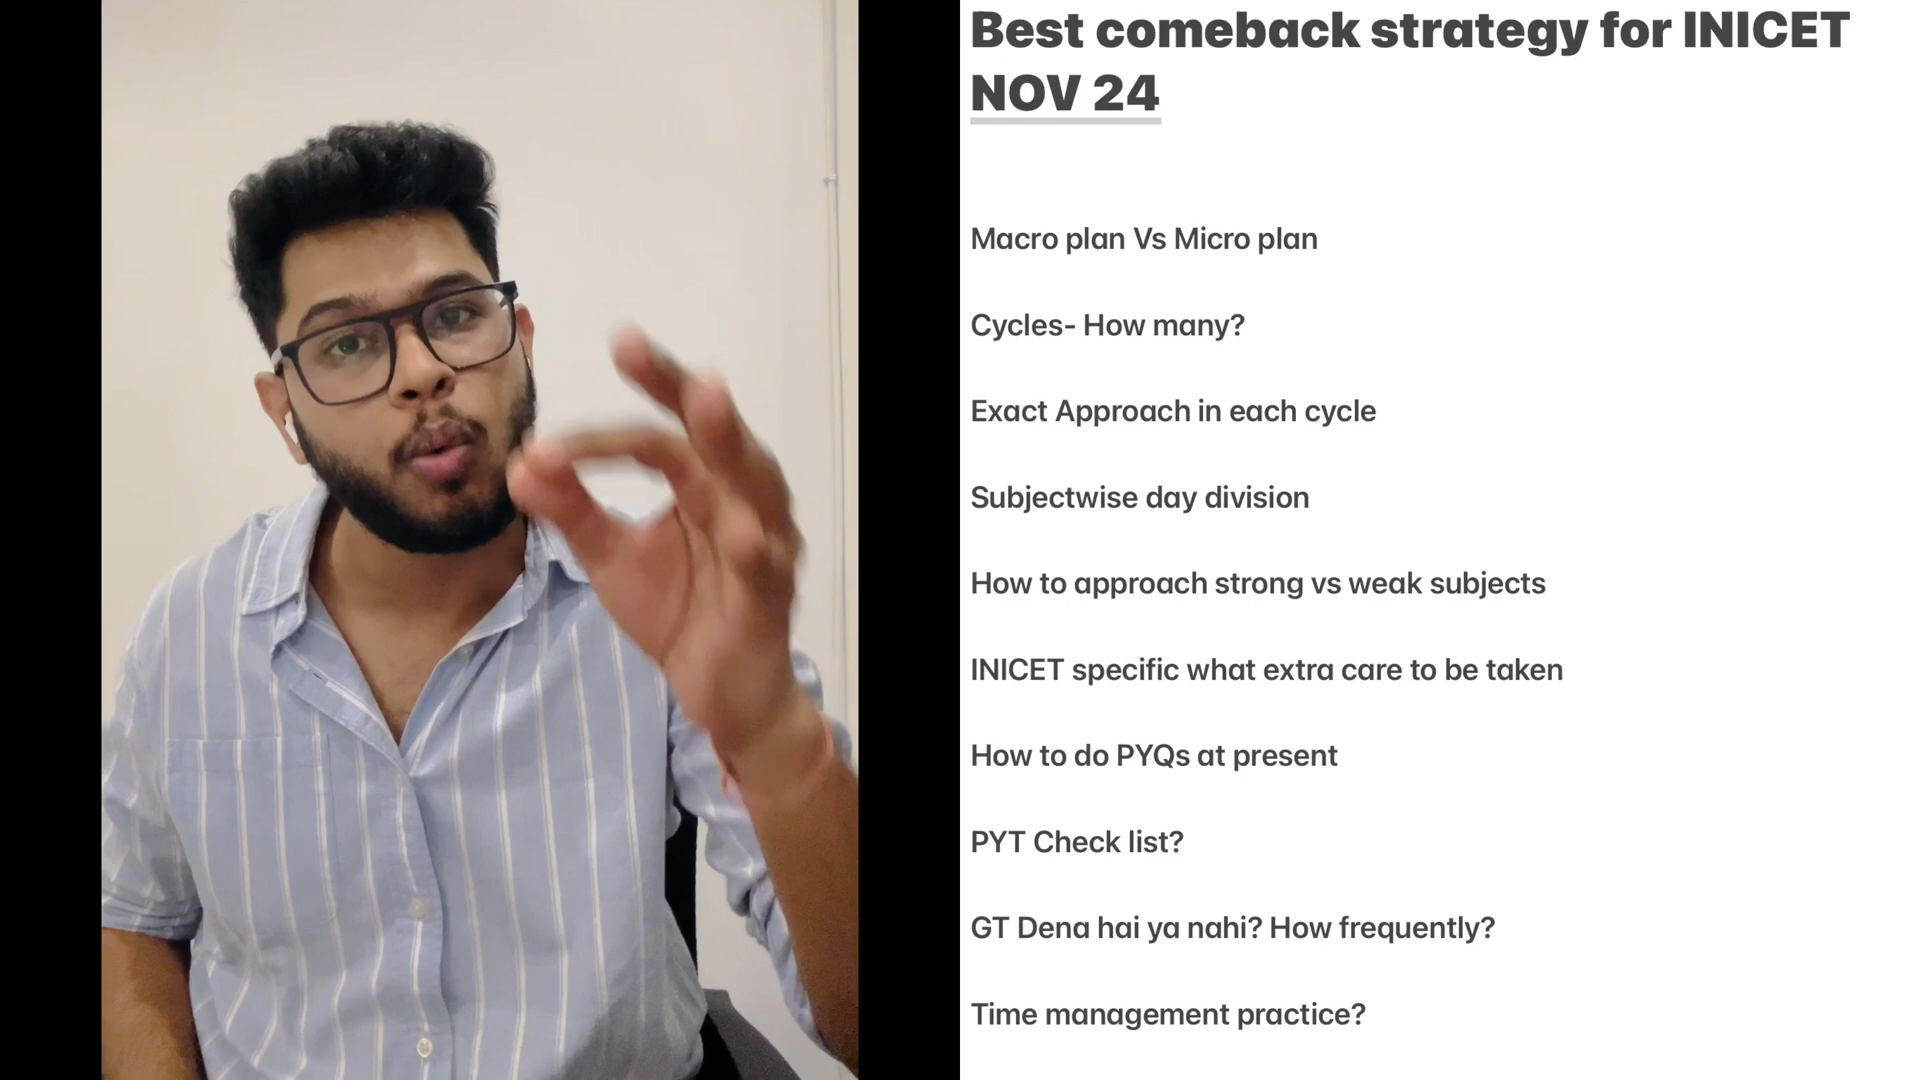 Best comeback strategy for INICET
NOV 24
Macro plan Vs Micro plan
Cycles- How many?
Exact Approach in each cycle
Subjectwise day division
How to approach strong vs weak subjects
INICET specific what extra care to be taken
How to do PYQs at present
PYT Check list?
GT Dena hai ya nahi? How frequently?
Time management practice?